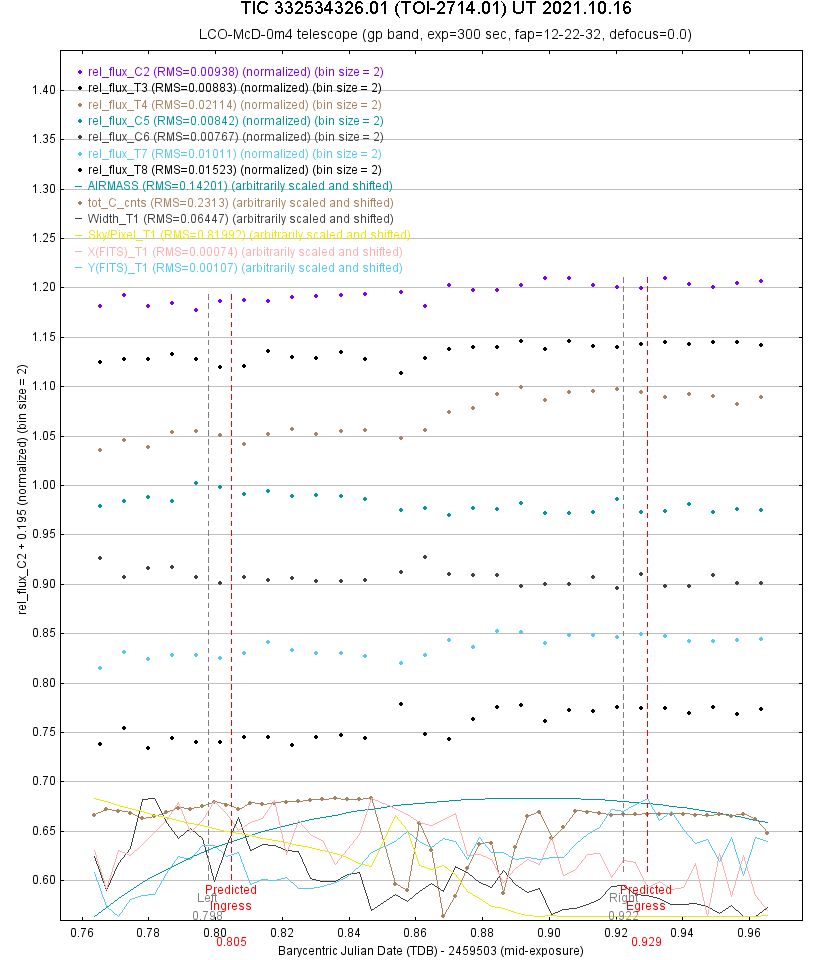 TIC 332534326.01 (TOI-2714.01) UT 2021.10.16
LCO-McD-0m4 telescope (gp band, exp=300 sec, fap=12-22-32, defocus=0.0)
rel_flux_C2 (RMS=0.00938) (normalized) (bin size = 2)
rel_flux_T3 (RMS=0.00883) (normalized) (bin size = 2)
rel_flux_T4 (RMS=0.02114) (normalized) (bin size = 2)
rel_flux_C5 (RMS=0.00842) (normalized) (bin size = 2)
rel_flux_C6 (RMS=0.00767) (normalized) (bin size = 2)
rel_flux_T7 (RMS=0.01011) (normalized) (bin size = 2)
rel_flux_T8 (RMS=0.01523) (normalized) (bin size = 2)
AIRMASS (RMS=0.14201) (arbitrarily scaled and shifted)
tot_C_cnts (RMS=0.2313) (arbitrarily scaled and shifted)
Width_T1 (RMS=0.06447) (arbitrarily scaled and shifted)
Sky/Pixel_T1 (RMS=0.81992) (arbitrarily scaled and shifted)
X(FITS)_T1 (RMS=0.00074) (arbitrarily scaled and shifted)
Y(FITS)_T1 (RMS=0.00107) (arbitrarily scaled and shifted)
rel_flux_C2 + 0.195 (normalized) (bin size = 2)
1.40
1.35
1.30
1.25
1.20
1.15
1.10
1.05
1.00
0.95
0.90
0.85
0.80
0.75
0.70
0.65
0.60
Left
0.798
Predicted
Ingress
0.805
Right
0.922
Predicted
Egress
0.929
0.76 0.78 0.80 0.82 0.84 0.86 0.88 0.90 0.92 0.94 0.96
Barycentric Julian Date (TDB) - 2459503 (mid-exposure)